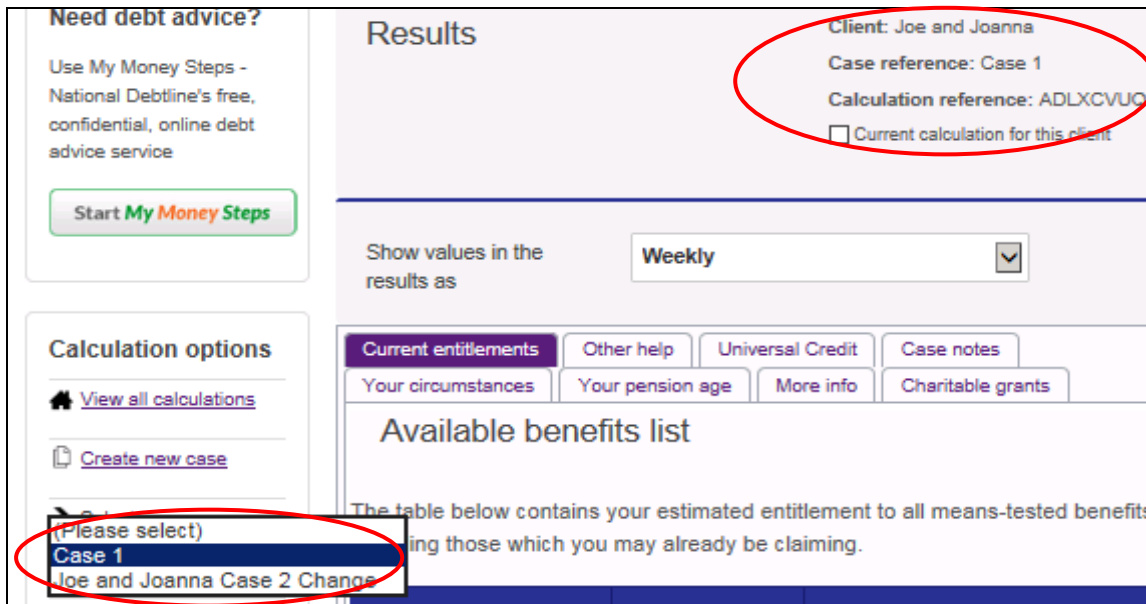 Need debt advice?
Use My Money Steps -
National Debtline's free,
confidential, online debt
advice service
Start My Money Steps
Calculation options
View all calculations
Create new case
(Please select)
Case 1
Joe and Joanna Case 2 Change
Results
Client: Joe and Joanna
Case reference: Case 1
Calculation reference: ADLXCVUQ
Current calculation for this client
Show values in the
results as
Weekly
Current entitlements
Other help
Universal Credit
Case notes
Your circumstances
Your pension age
More info
Charitable grants
Available benefits list
The table below contains your estimated entitlement to all means-tested benefits
ing those which you may already be claiming.